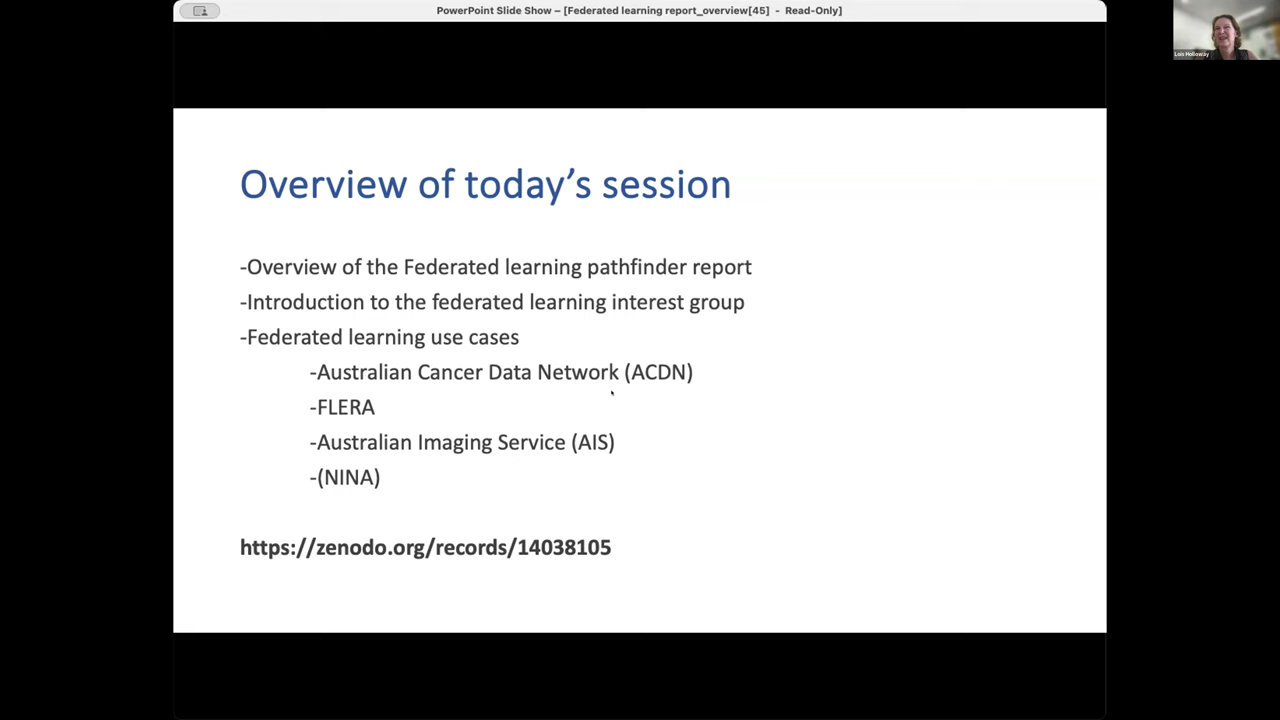 PowerPoint Slide Show – [Federated learning report_overview[45]  -  Read-Only]
Lois Holloway
Overview of today’s session
-Overview of the Federated learning pathfinder report
-Introduction to the federated learning interest group
-Federated learning use cases
-Australian Cancer Data Network (ACDN)
-FLERA
-Australian Imaging Service (AIS)
-(NINA)
https://zenodo.org/records/14038105